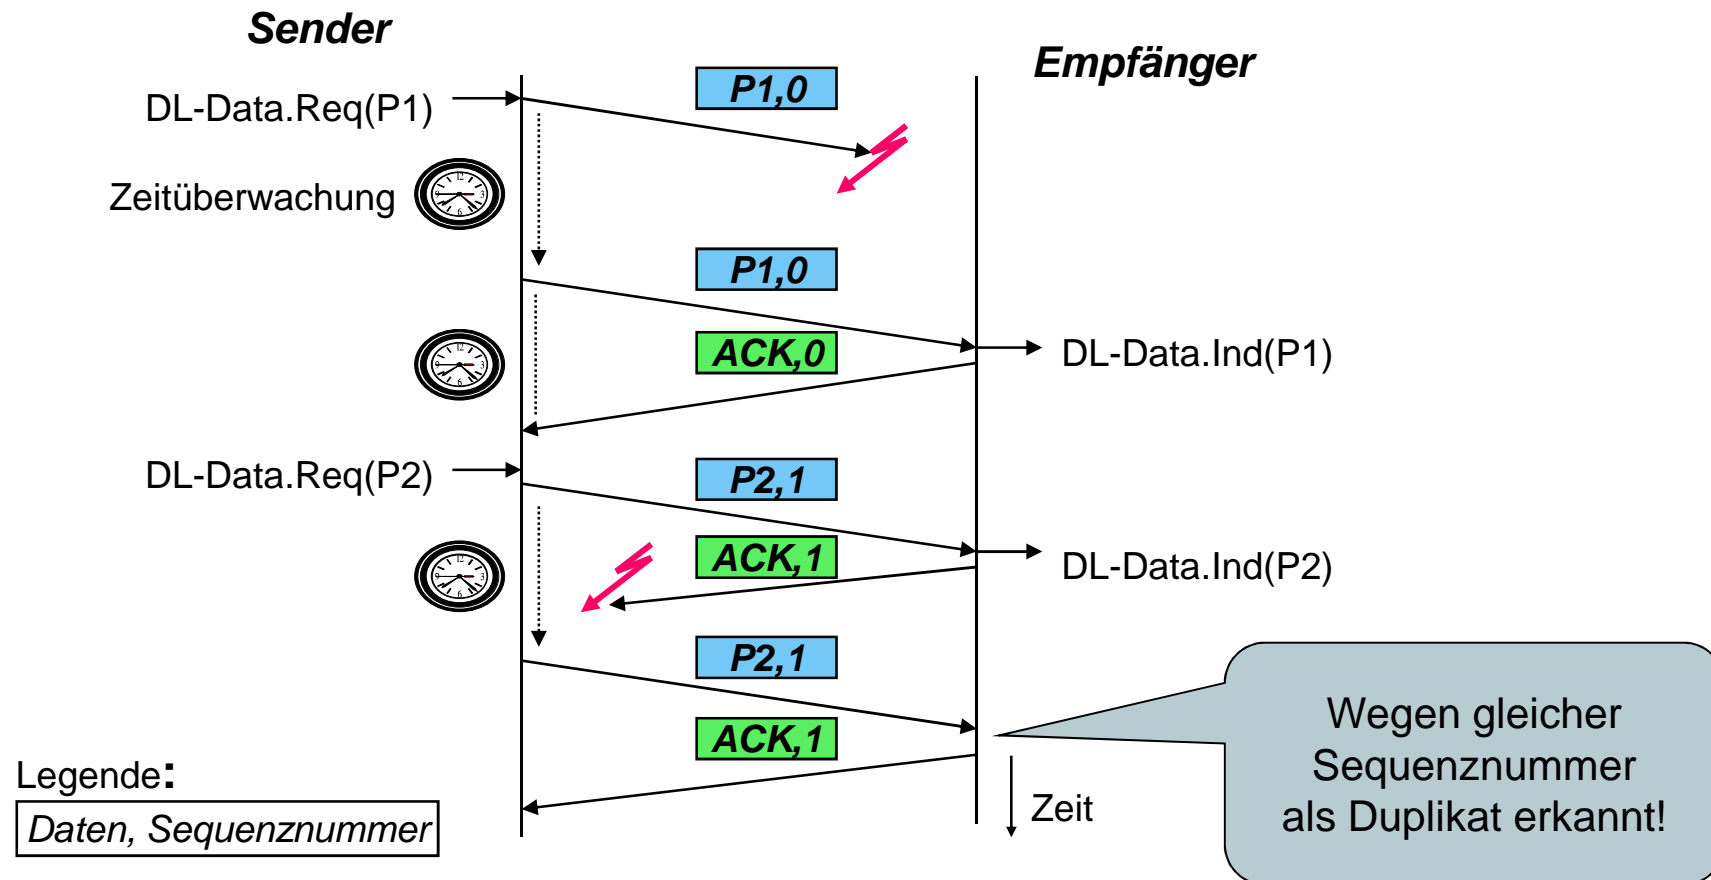 Sender
Empfänger
P1,0
DL-Data.Req(P1)
Zeitüberwachung
P1,0
ACK,0
DL-Data.Ind(P1)
DL-Data.Req(P2)
P2,1
ACK,1
DL-Data.Ind(P2)
P2,1
ACK,1
Wegen gleicher
Sequenznummer
als Duplikat erkannt!
Zeit
Legende:
Daten, Sequenznummer